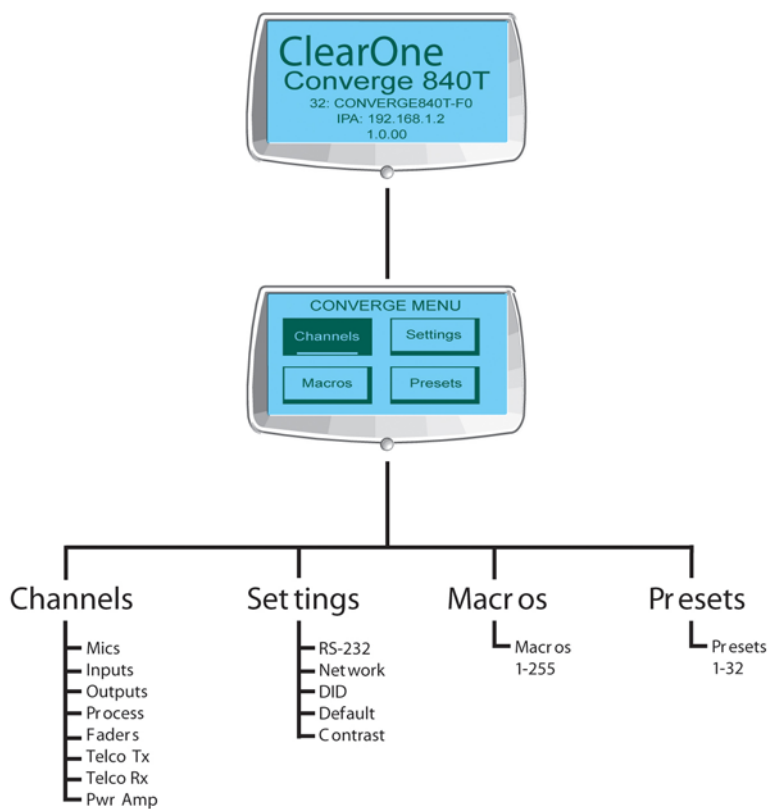 ClearOne
Converge 840T
32: CONVERGE840T-F0
IPA: 192.168.1.2
1.0.00
CONVERGE MENU
Channels
Settings
Macros
Presets
Channels
Mics
Inputs
Outputs
Process
Faders
Telco Tx
Telco Rx
Pwr Amp
Settings
RS-232
Network
DID
Default
Contrast
Macros
Macros
1-255
Presets
Presets
1-32